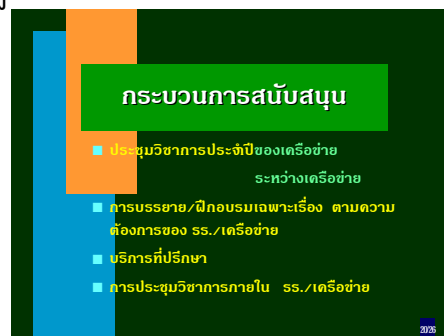 กระบวนการสนับสนุน
ประชุมวิชาการประจำปีของเครือข่าย
ระหว่างเครือข่าย
การบรรยาย/ฝึกอบรมเฉพาะเรื่อง ตามความ
ต้องการของ รร./เครือข่าย
บริการที่ปรึกษา
การประชุมวิชาการภายใน รร./เครือข่าย
20/26